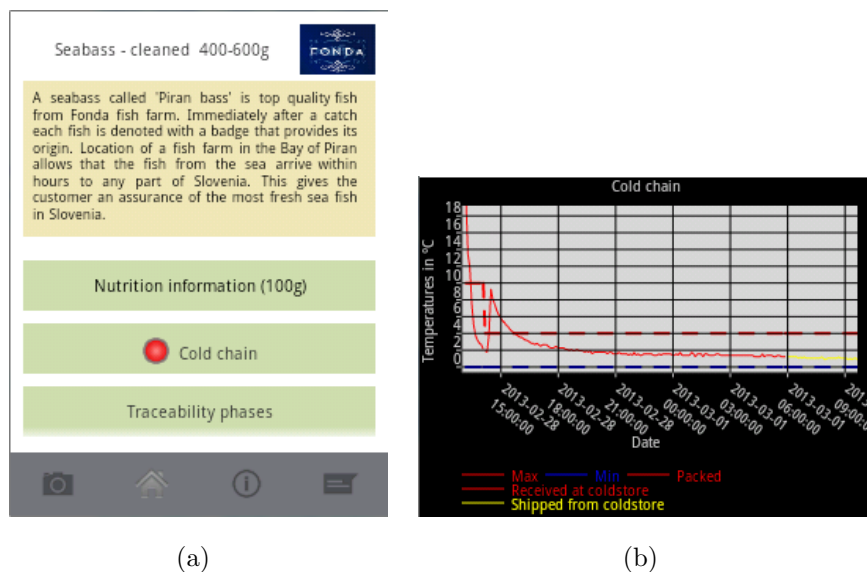 Seabass - cleaned 400-600g
FONDA
A seabass called 'Piran bass' is top quality fish
from Fonda fish farm. Immediately after a catch
each fish is denoted with a badge that provides its
origin. Location of a fish farm in the Bay of Piran
allows that the fish from the sea arrive within
hours to any part of Slovenia. This gives the
customer an assurance of the most fresh sea fish
in Slovenia.
Nutrition information (100g)
Cold chain
Traceability phases
(a)
Cold chain
Temperatures in °C
18
16
14
12
10
8
6
4
2
0
2013-02-28
15:00:00
2013-02-28
18:00:00
2013-02-28
21:00:00
2013-03-01
00:00:00
2013-03-01
03:00:00
2013-03-01
06:00:00
09:00:00
Date
Max Min Packed
Received at coldstore
Shipped from coldstore
(b)